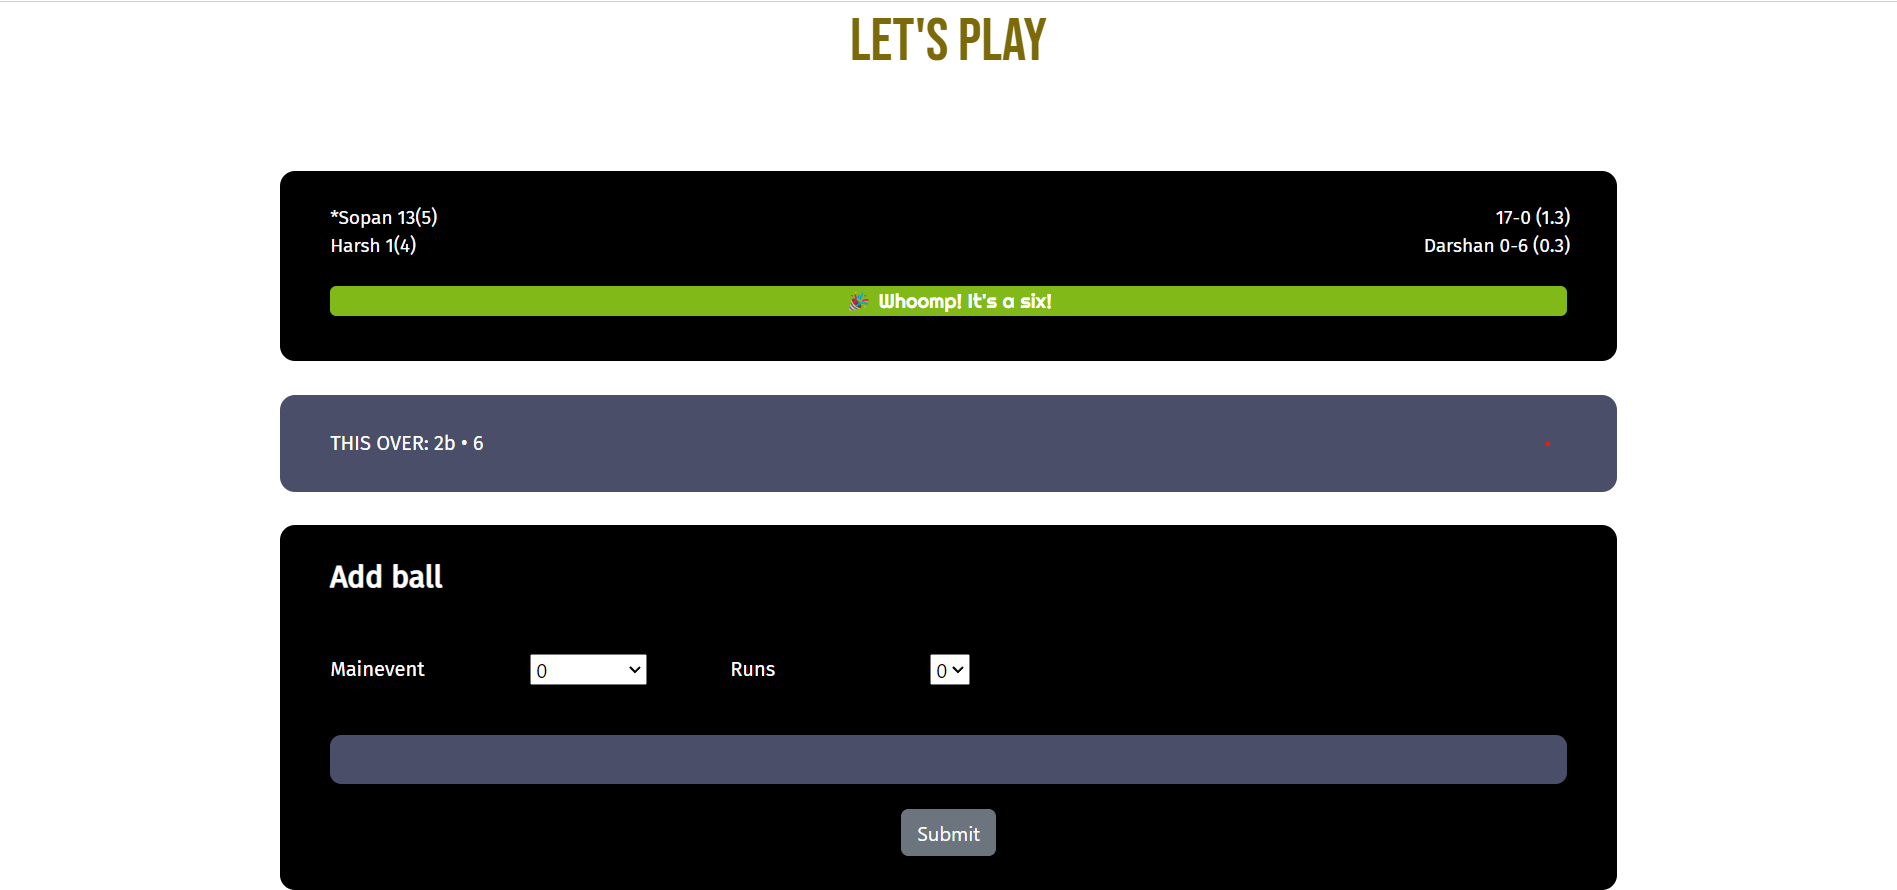 LET'S PLAY
*Sopan 13(5)
17-0 (1.3)
Harsh 1(4)
Darshan 0-6 (0.3)
🎉 Whoomp! It's a six!
THIS OVER: 2b • 6
Add ball
Mainevent 0 Runs 0
Submit